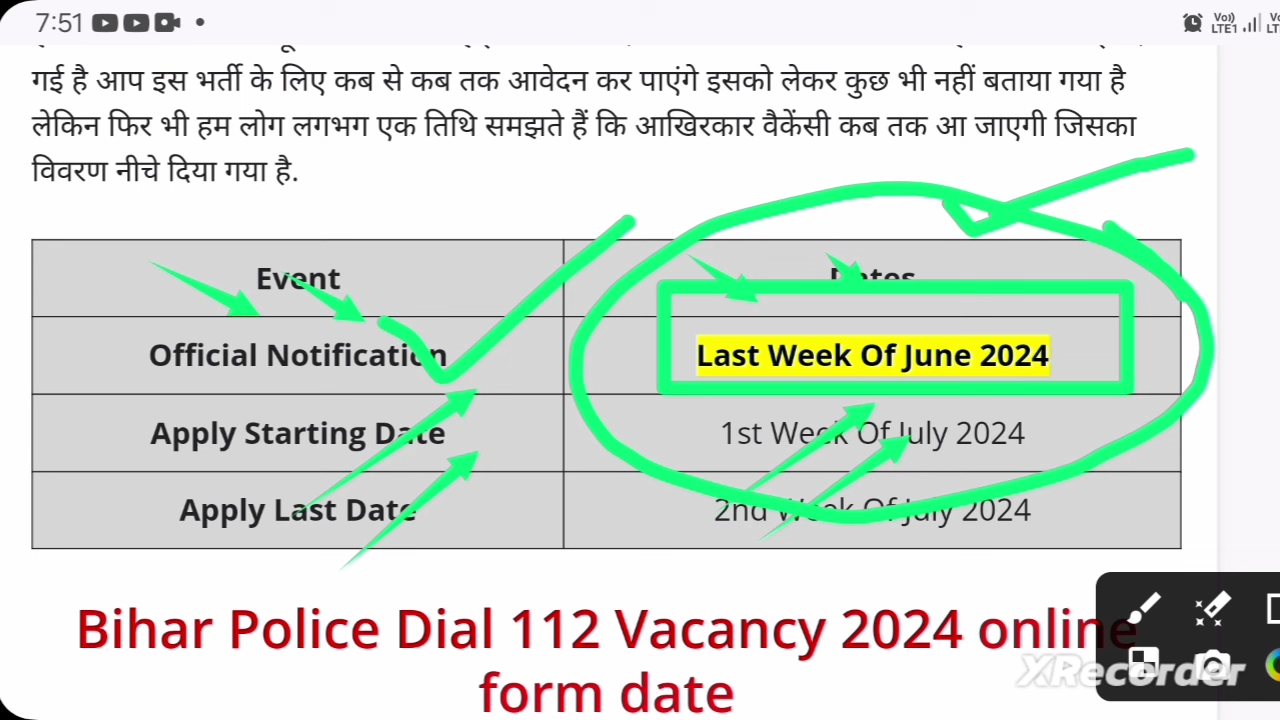 7:51
Vo)) LTE1
गई है आप इस भर्ती के लिए कब से कब तक आवेदन कर पाएंगे इसको लेकर कुछ भी नहीं बताया गया है
लेकिन फिर भी हम लोग लगभग एक तिथि समझते हैं कि आखिरकार वैकेंसी कब तक आ जाएगी जिसका
विवरण नीचे दिया गया है.
Event Dates
Official Notification Last Week Of June 2024
Apply Starting Date 1st Week Of July 2024
Apply Last Date 2nd Week Of July 2024
Bihar Police Dial 112 Vacancy 2024 online
form date
XRecorder